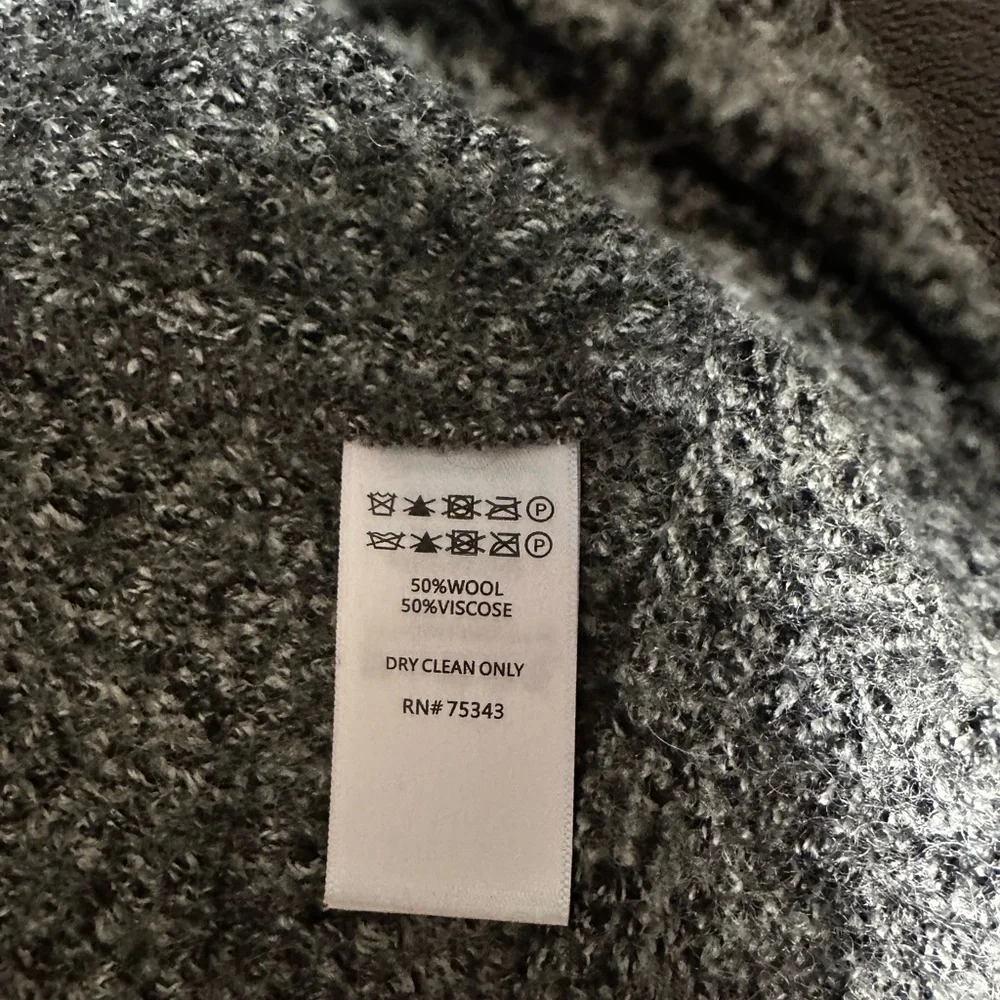 P
P
50%WOOL
50%VISCOSE
DRY CLEAN ONLY
RN# 75343